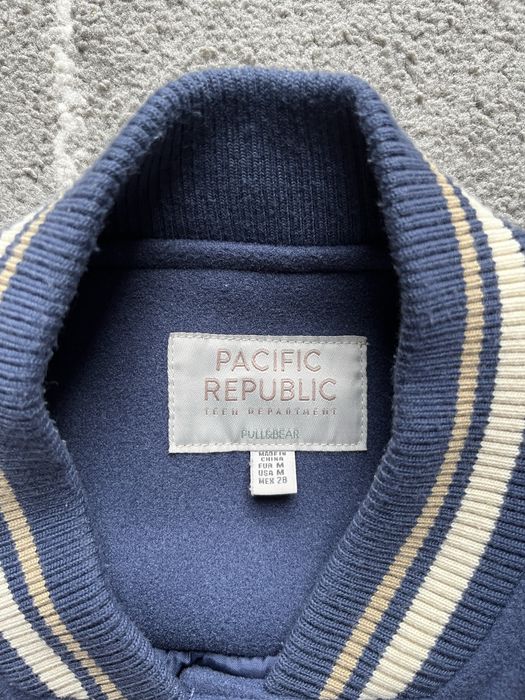 PACIFIC
REPUBLIC
TEEN DEPARTMENT
PULL&BEAR
MADE IN
CHINA
EUR M
USA M
MEX 28